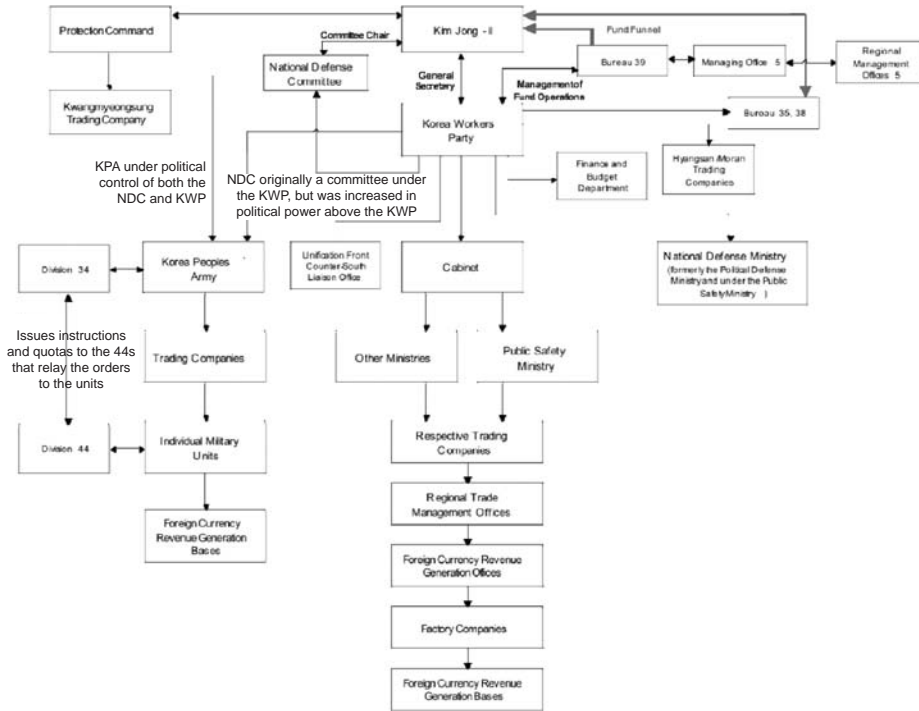 Protection Command
Kim Jong - Il
Committee Chair
Fund Funnel
National Defense
Committee
General
Secretary
Bureau 39
Managing Office 5
Regional
Management
Offices 5
Management of
Fund Operations
Kwangmyeongsung
Trading Company
Korea Workers
Party
Bureau 35, 38
KPA under political
control of both the
NDC and KWP
NDC originally a committee under
the KWP, but was increased in
political power above the KWP
Finance and
Budget
Department
Hyangsan /Moran
Trading
Companies
Division 34
Korea Peoples
Army
Unification Front
Counter-South
Liaison Office
Cabinet
National Defense Ministry
(formerly the Political Defense
Ministry and under the Public
Safety Ministry )
Issues instructions
and quotas to the 44s
that relay the orders
to the units
Trading Companies
Other Ministries
Public Safety
Ministry
Division 44
Individual Military
Units
Respective Trading
Companies
Regional Trade
Management Offices
Foreign Currency
Revenue Generation
Bases
Foreign Currency Revenue
Generation Offices
Factory Companies
Foreign Currency Revenue
Generation Bases